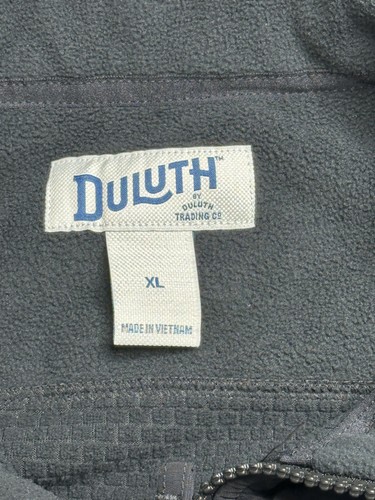 DULUTH™
BY
DULUTH
TRADING CO
XL
MADE IN VIETNAM